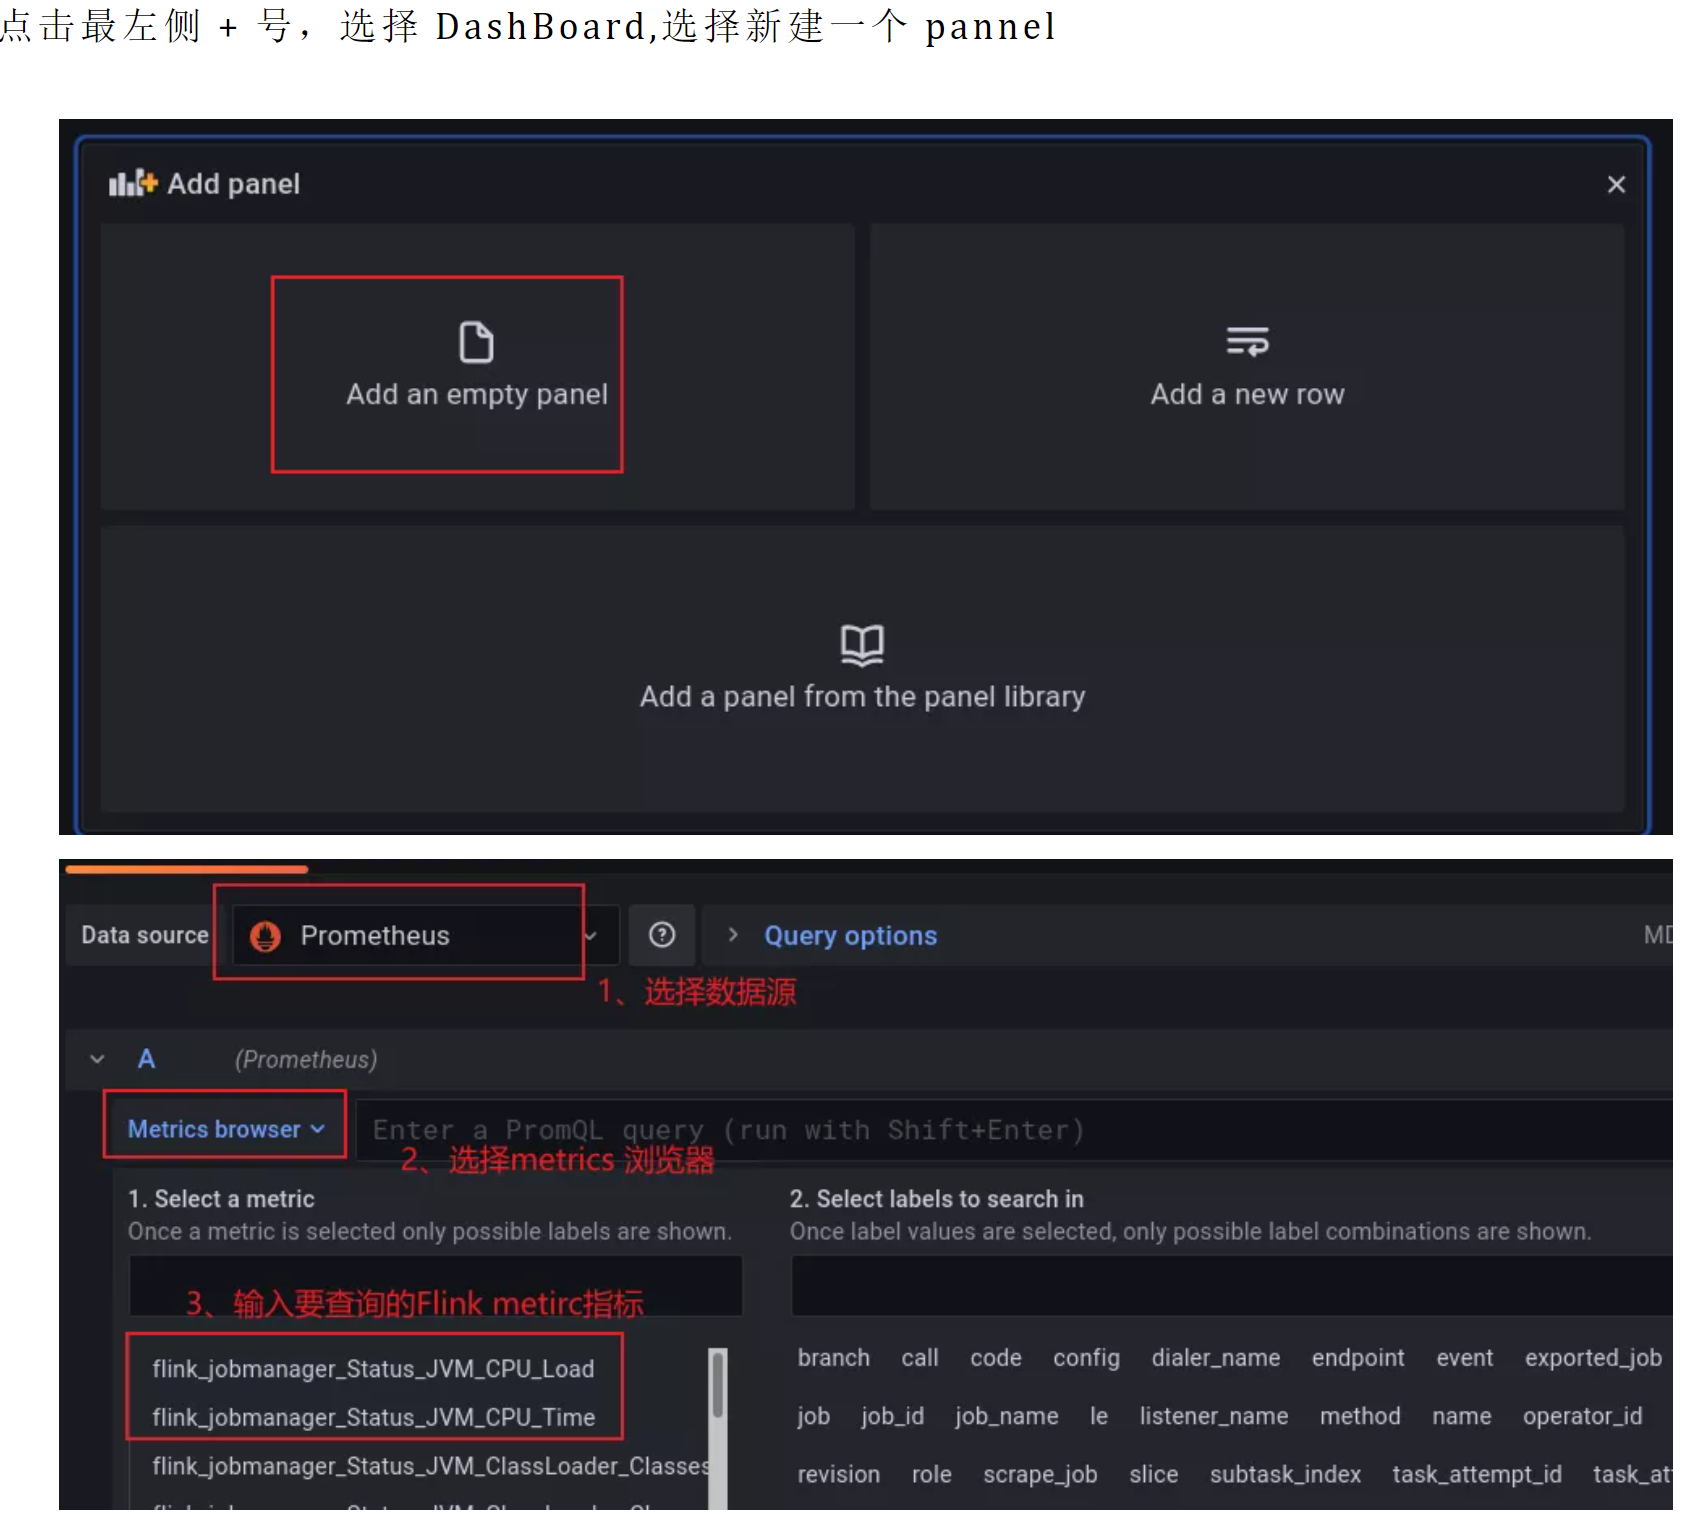 点击最左侧 + 号，选择 DashBoard,选择新建一个 pannel
Add panel
Add an empty panel
Add a new row
Add a panel from the panel library
Data source
Prometheus
Query options
MD
1、选择数据源
A
(Prometheus)
Metrics browser
Enter a PromQL query (run with Shift+Enter)
2、选择metrics 浏览器
1. Select a metric
2. Select labels to search in
Once a metric is selected only possible labels are shown.
Once label values are selected, only possible label combinations are shown.
3、输入要查询的Flink metirc指标
flink_jobmanager_Status_JVM_CPU_Load
flink_jobmanager_Status_JVM_CPU_Time
flink_jobmanager_Status_JVM_ClassLoader_Classes
branch call code config dialer_name endpoint event exported_job
job job_id job_name le listener_name method name operator_id
revision role scrape_job slice subtask_index task_attempt_id task_at